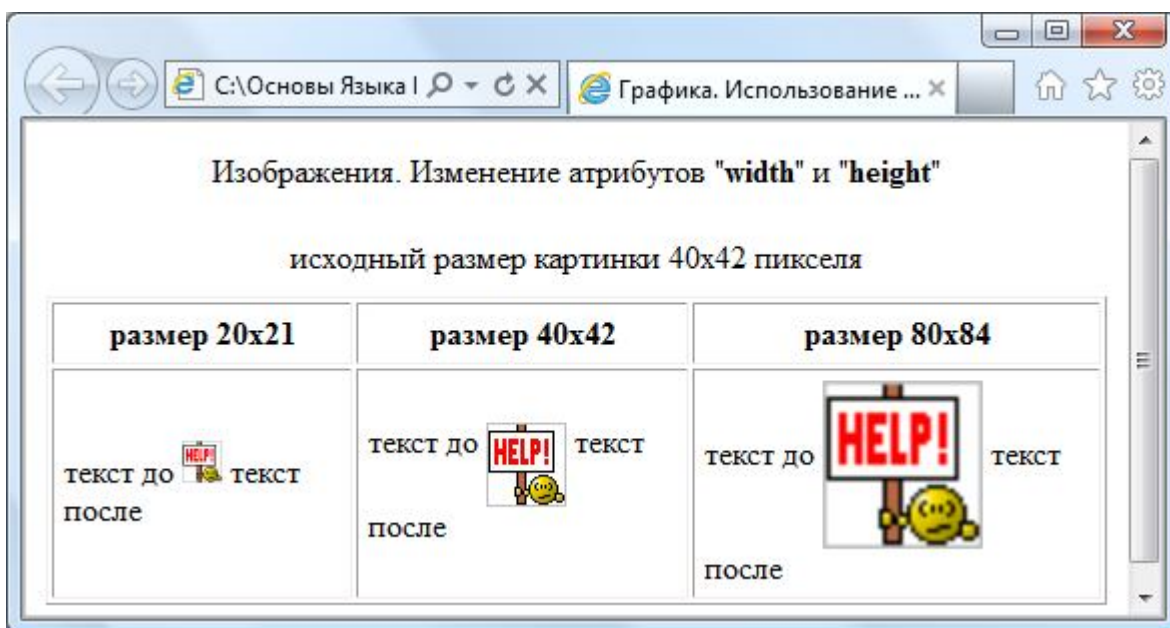 C:\Основы Языка
Графика. Использование ...
Изображения. Изменение атрибутов "width" и "height"
исходный размер картинки 40x42 пикселя
размер 20x21
размер 40x42
размер 80x84
текст до HELP! текст
после
текст до HELP! текст
после
текст до HELP! текст
после